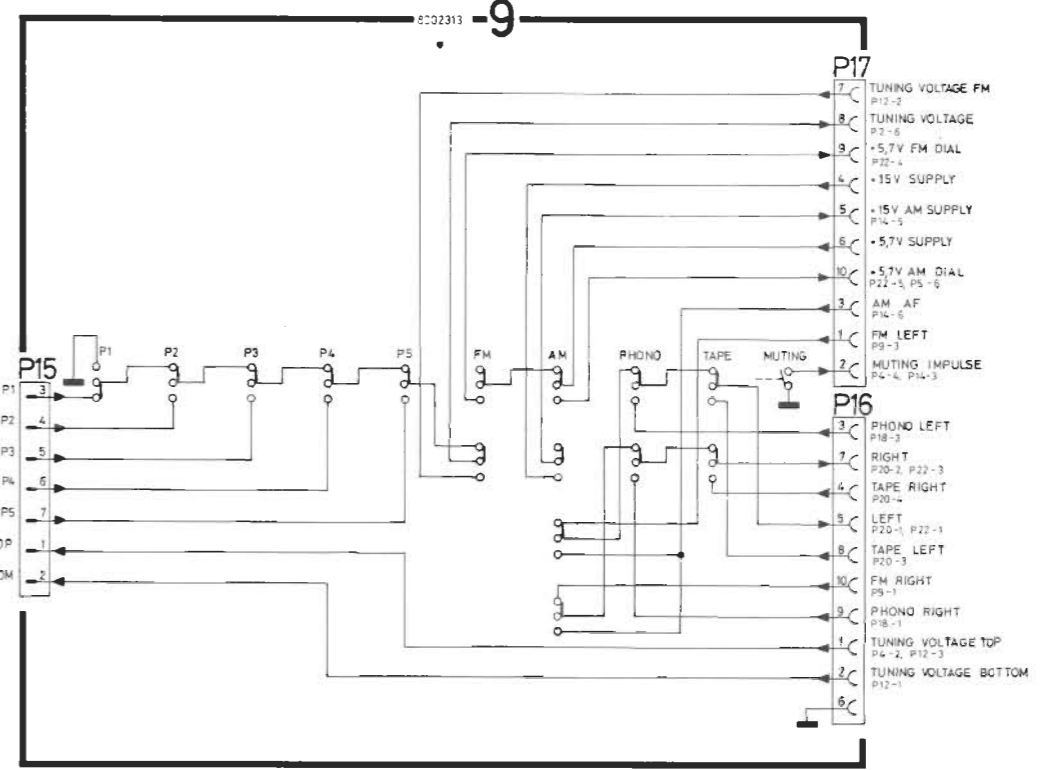 8002313 -9
P17
7 TUNING VOLTAGE FM
P12-2
8 TUNING VOLTAGE
P2-6
9 +5,7V FM DIAL
P22-4
4 +15V SUPPLY
5 +15V AM SUPPLY
P14-5
6 +5,7V SUPPLY
10 +5,7V AM DIAL
P22-5, P5-6
3 AM AF
P14-6
1 FM LEFT
P9-3
2 MUTING IMPULSE
P4-4, P14-3
P1 P2 P3 P4 P5 FM AM PHONO TAPE MUTING
P15
P1 3
P2 4
P3 5
P4 6
P5 7
OP 1
OM 2
P16
3 PHONO LEFT
P18-3
7 RIGHT
P20-2, P22-3
4 TAPE RIGHT
P20-4
5 LEFT
P20-1, P22-1
8 TAPE LEFT
P20-3
10 FM RIGHT
P9-1
9 PHONO RIGHT
P18-1
1 TUNING VOLTAGE TOP
P4-2, P12-3
2 TUNING VOLTAGE BOTTOM
P12-1
6